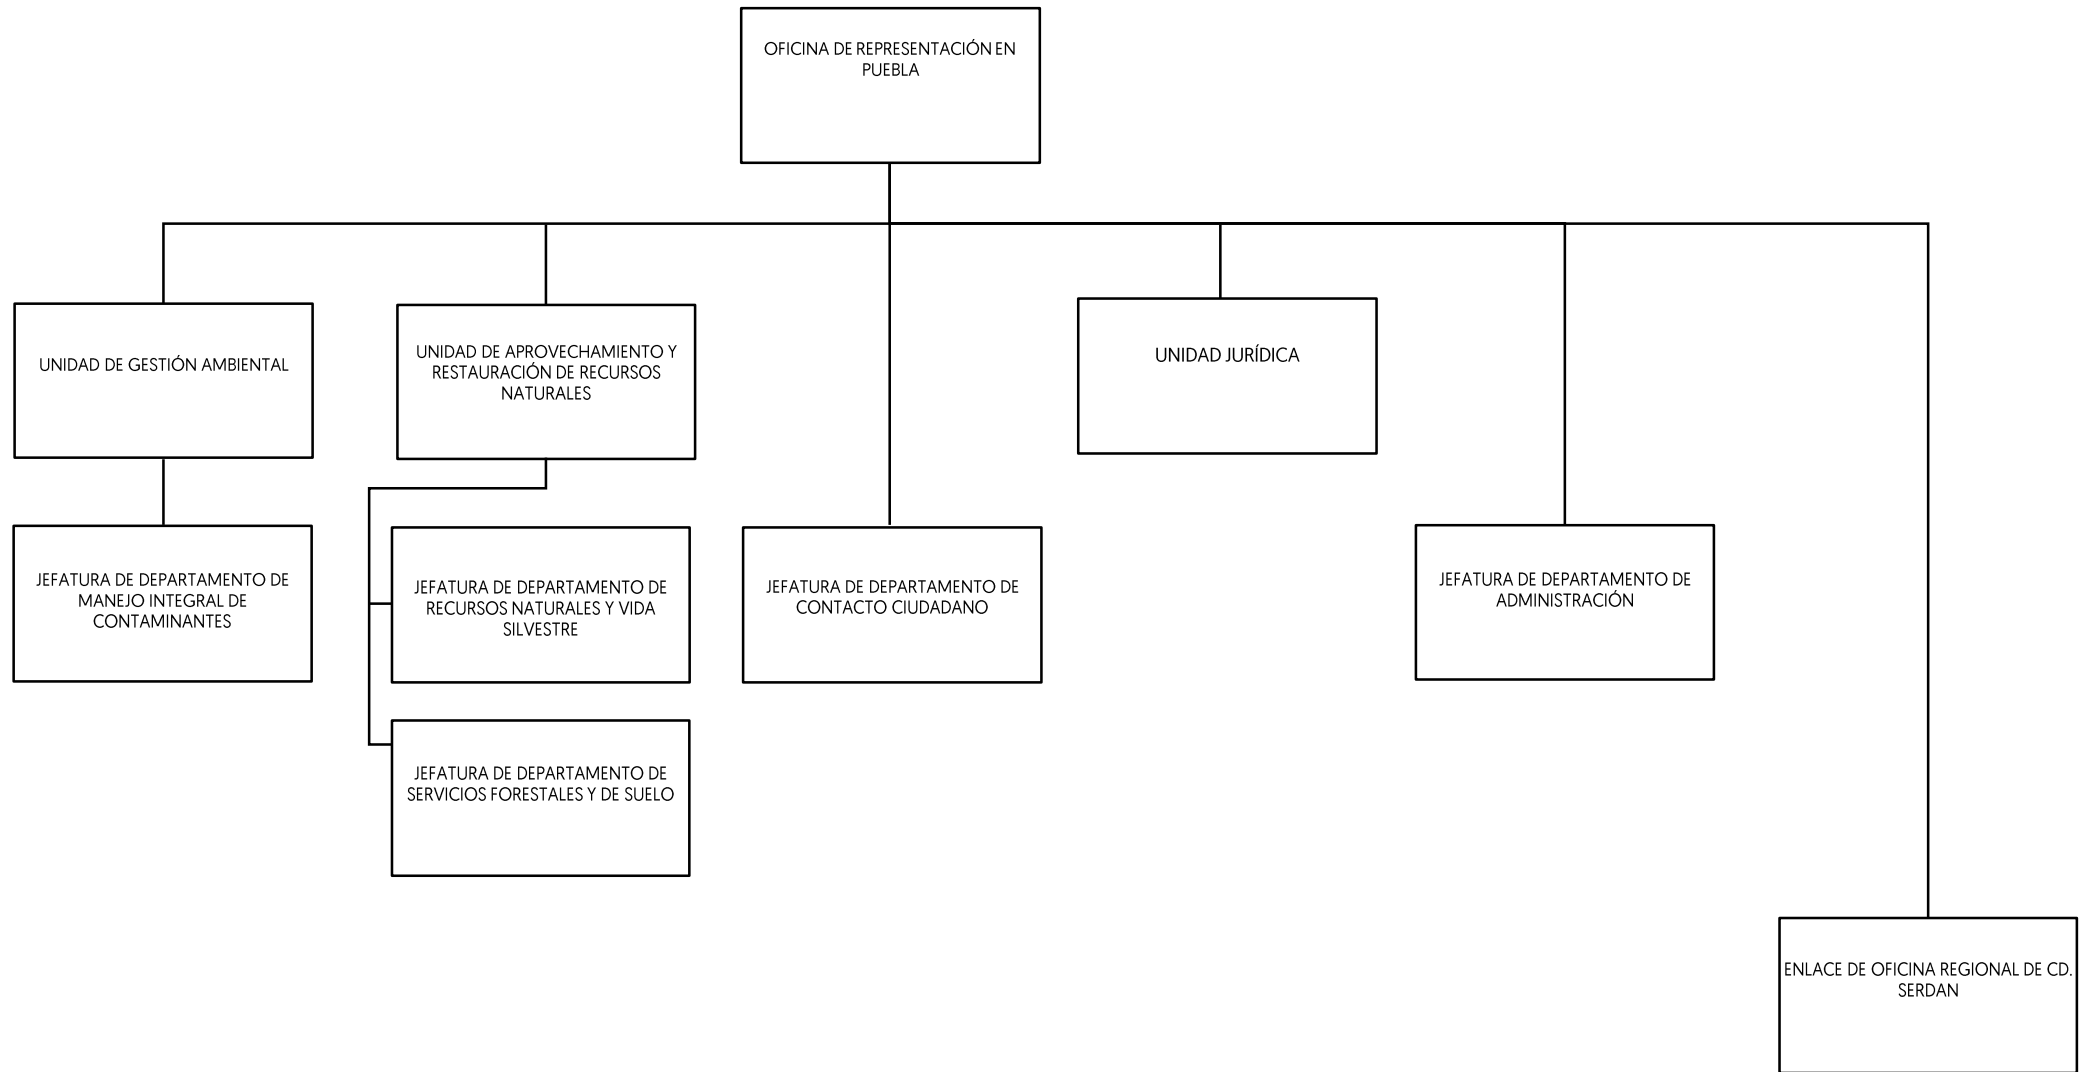 OFICINA DE REPRESENTACIÓN EN
PUEBLA
UNIDAD DE GESTIÓN AMBIENTAL
UNIDAD DE APROVECHAMIENTO Y
RESTAURACIÓN DE RECURSOS
NATURALES
UNIDAD JURÍDICA
JEFATURA DE DEPARTAMENTO DE
MANEJO INTEGRAL DE
CONTAMINANTES
JEFATURA DE DEPARTAMENTO DE
RECURSOS NATURALES Y VIDA
SILVESTRE
JEFATURA DE DEPARTAMENTO DE
CONTACTO CIUDADANO
JEFATURA DE DEPARTAMENTO DE
ADMINISTRACIÓN
JEFATURA DE DEPARTAMENTO DE
SERVICIOS FORESTALES Y DE SUELO
ENLACE DE OFICINA REGIONAL DE CD.
SERDAN